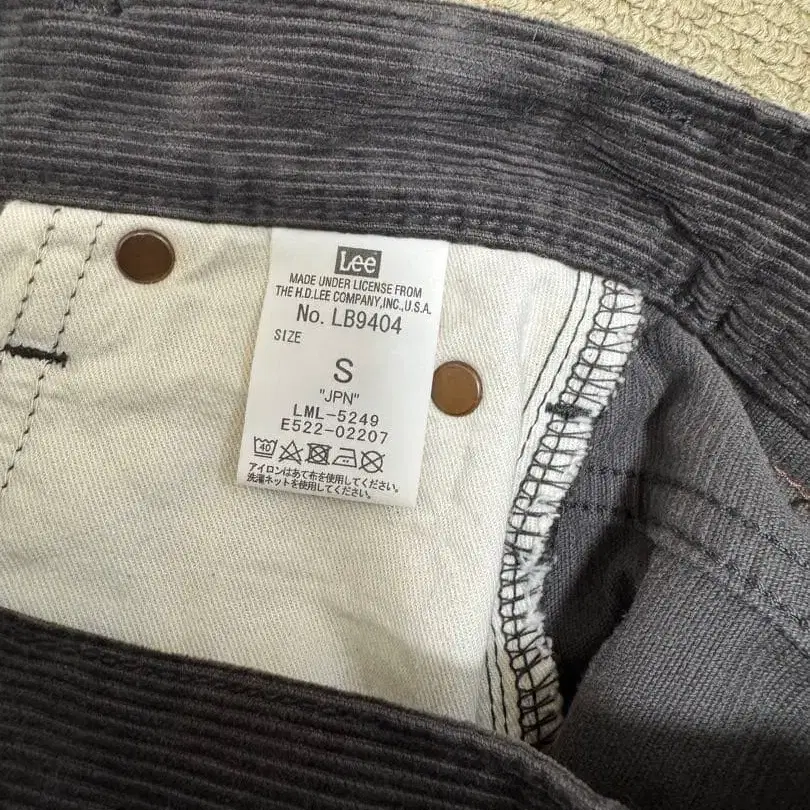 Lee
MADE UNDER LICENSE FROM
THE H.D.LEE COMPANY,INC.,U.S.A.
No. LB9404
SIZE
S
"JPN"
LML-5249
E522-02207
40
アイロンはあて布を使用してください。
洗濯ネットを使用してください。